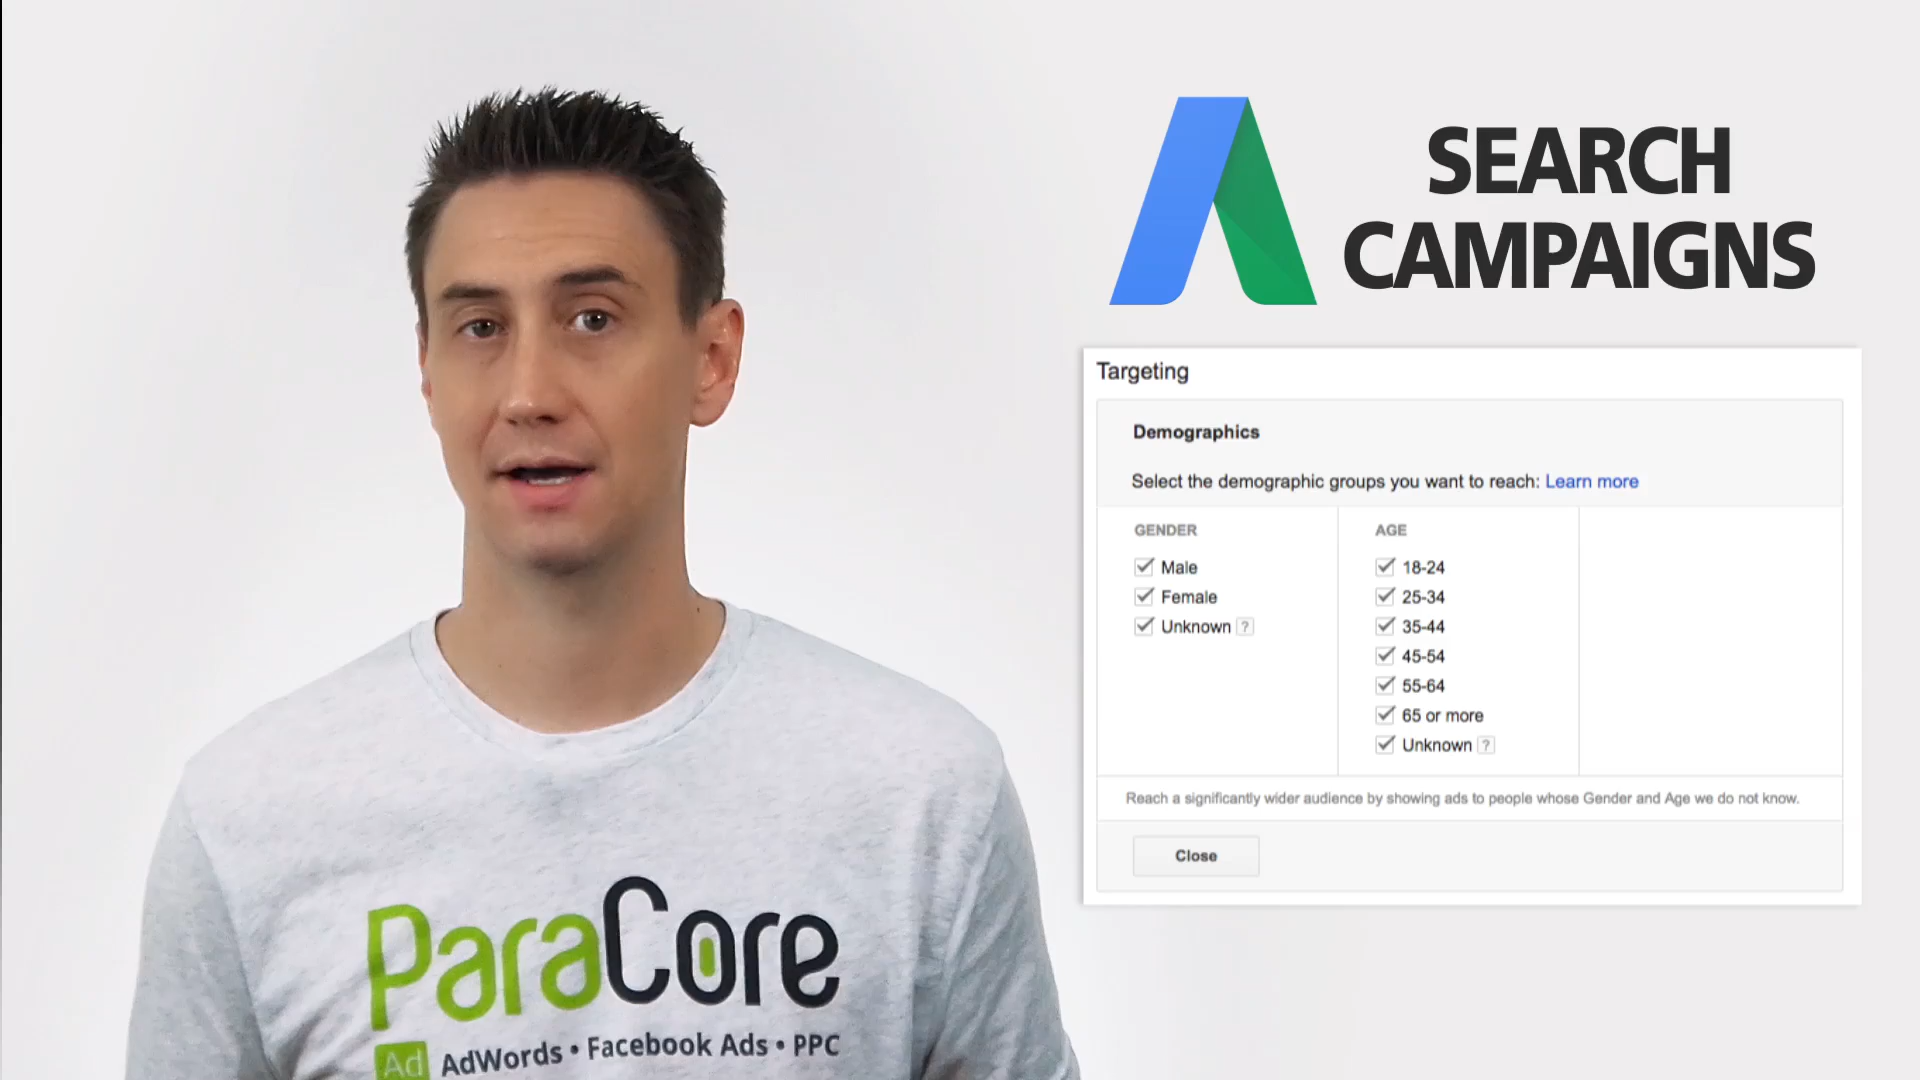 SEARCH
CAMPAIGNS
Targeting
Demographics
Select the demographic groups you want to reach: Learn more
GENDER
Male
Female
Unknown ?
AGE
18-24
25-34
35-44
45-54
55-64
65 or more
Unknown ?
Reach a significantly wider audience by showing ads to people whose Gender and Age we do not know.
Close
ParaCore
Ad AdWords • Facebook Ads • PPC